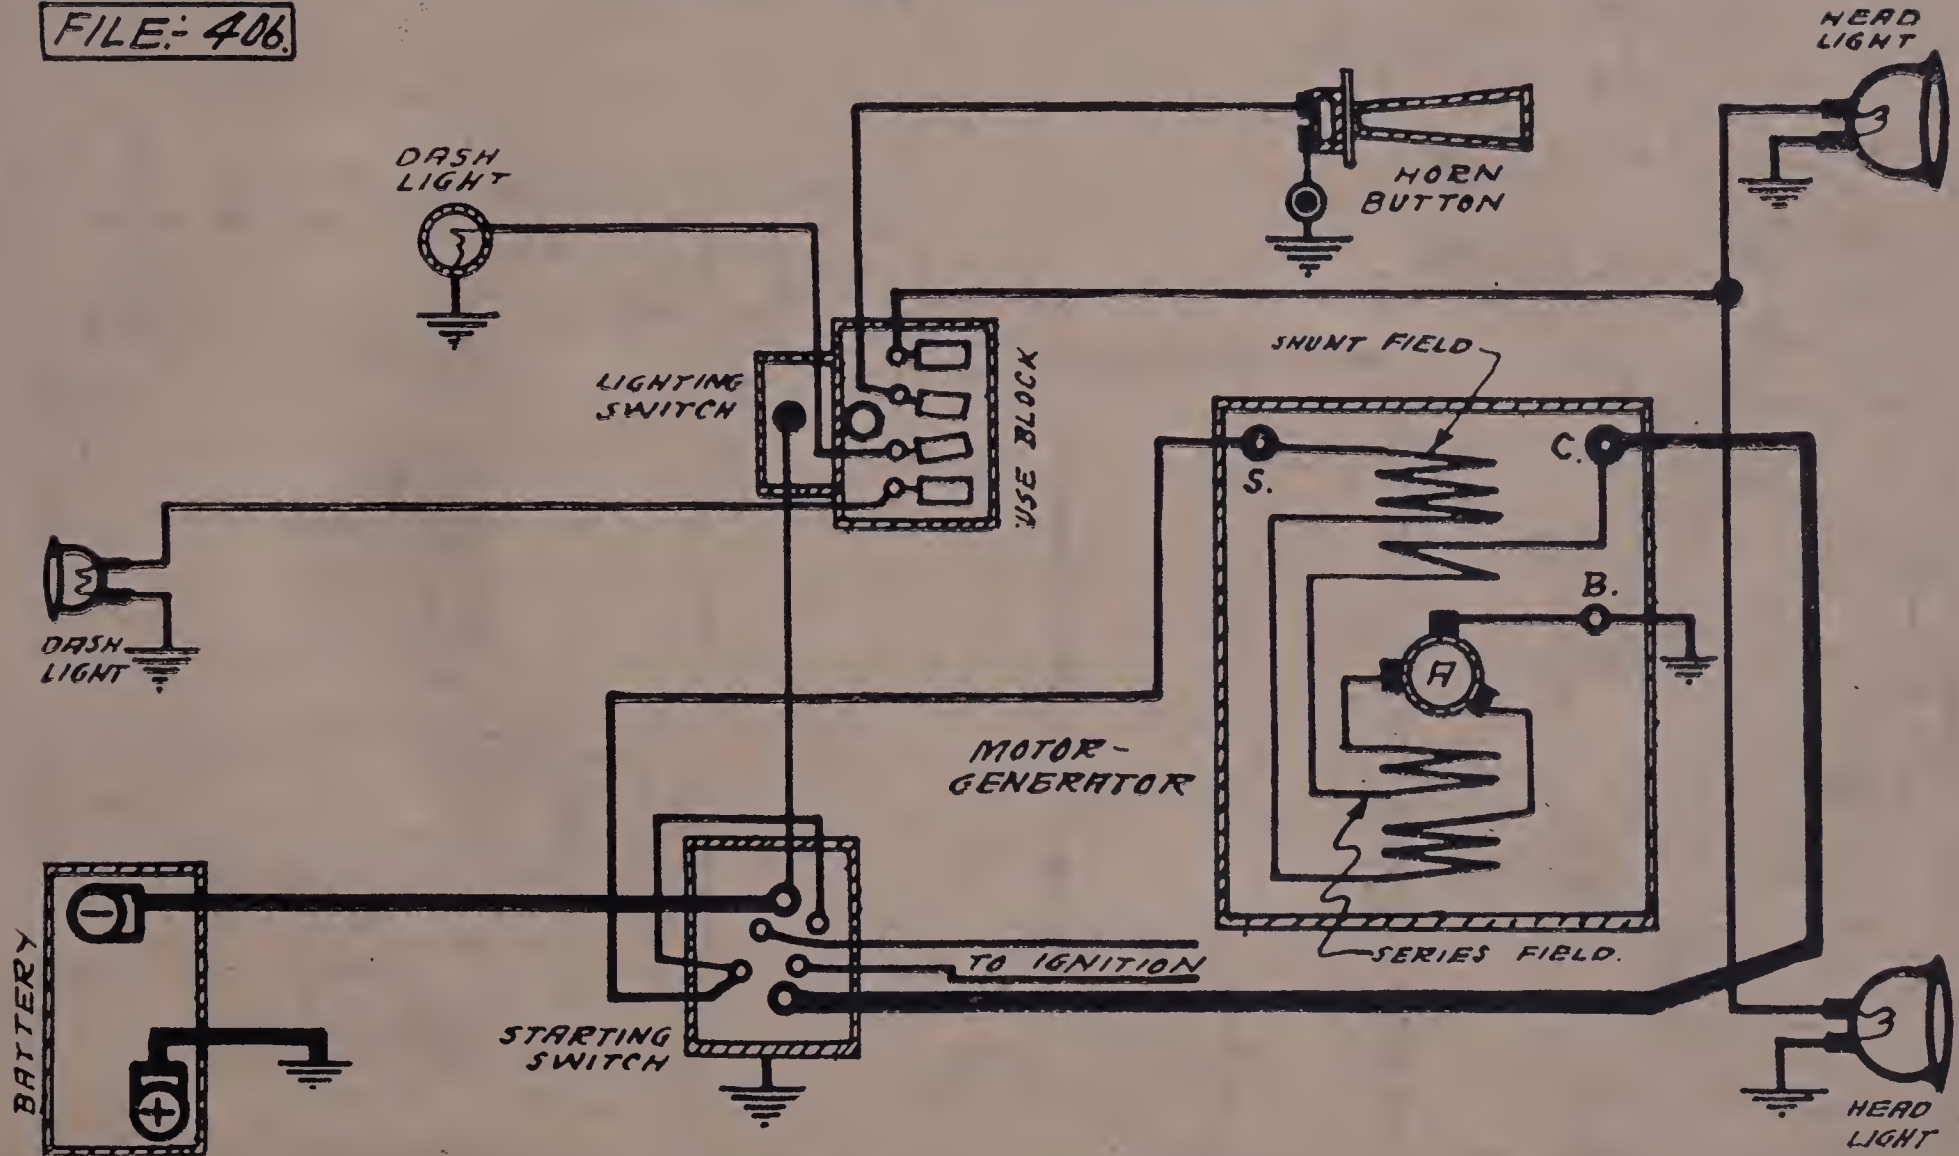 FILE:- 406.
HEAD
LIGHT
DASH
LIGHT
HORN
BUTTON
SHUNT FIELD
LIGHTING
SWITCH
USE BLOCK
S.
C.
B.
A
DASH
LIGHT
MOTOR-
GENERATOR
BATTERY
-
+
TO IGNITION
SERIES FIELD.
STARTING
SWITCH
HEAD
LIGHT